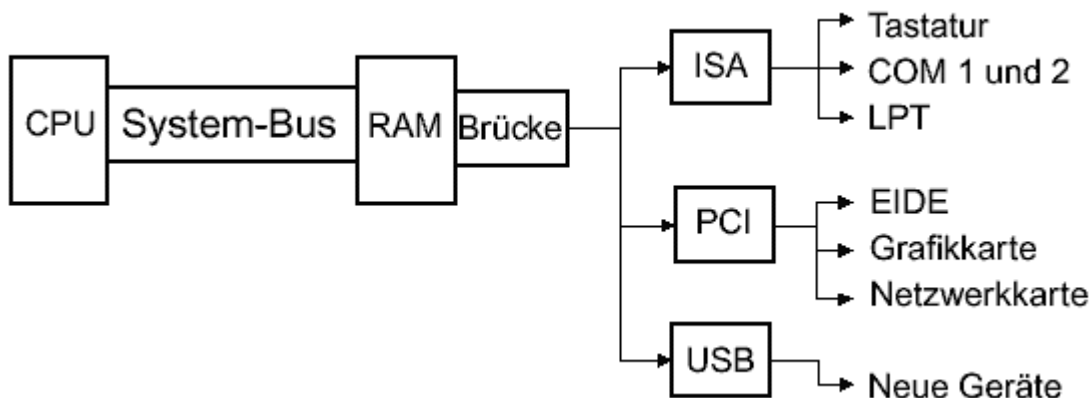 CPU
System-Bus
RAM
Brücke
ISA
Tastatur
COM 1 und 2
LPT
PCI
EIDE
Grafikkarte
Netzwerkkarte
USB
Neue Geräte